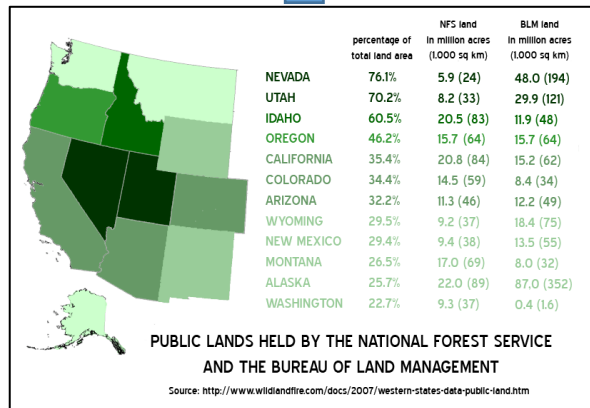 percentage of total land area
NFS land in million acres (1,000 sq km)
BLM land in million acres (1,000 sq km)
NEVADA 76.1% 5.9 (24) 48.0 (194)
UTAH 70.2% 8.2 (33) 29.9 (121)
IDAHO 60.5% 20.5 (83) 11.9 (48)
OREGON 46.2% 15.7 (64) 15.7 (64)
CALIFORNIA 35.4% 20.8 (84) 15.2 (62)
COLORADO 34.4% 14.5 (59) 8.4 (34)
ARIZONA 32.2% 11.3 (46) 12.2 (49)
WYOMING 29.5% 9.2 (37) 18.4 (75)
NEW MEXICO 29.4% 9.4 (38) 13.5 (55)
MONTANA 26.5% 17.0 (69) 8.0 (32)
ALASKA 25.7% 22.0 (89) 87.0 (352)
WASHINGTON 22.7% 9.3 (37) 0.4 (1.6)
PUBLIC LANDS HELD BY THE NATIONAL FOREST SERVICE
AND THE BUREAU OF LAND MANAGEMENT
Source: http://www.wildlandfire.com/docs/2007/western-states-data-public-land.htm